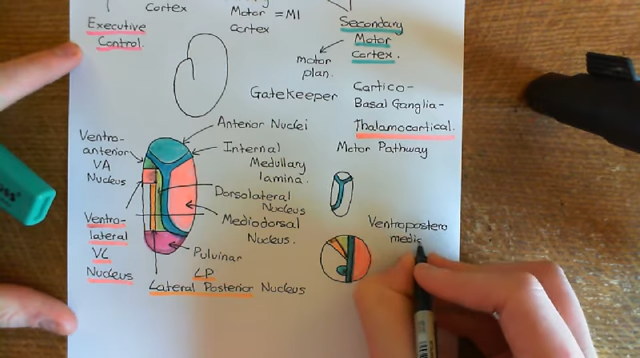 Cortex
Executive
Control.
Motor = MI
Cortex
Secondary
Motor
Cortex.
Motor
plan.
Gatekeeper
Cortico-
Basal Ganglia-
Thalamocortical.
Motor Pathway
Anterior Nuclei
Internal
Medullary
lamina.
Dorsolateral
Nucleus
Mediodorsal
Nucleus.
Pulvinar
LP
Lateral Posterior Nucleus
Ventro-
anterior
VA
Nucleus
Ventro-
lateral
VL
Nucleus
Ventropostero
medi